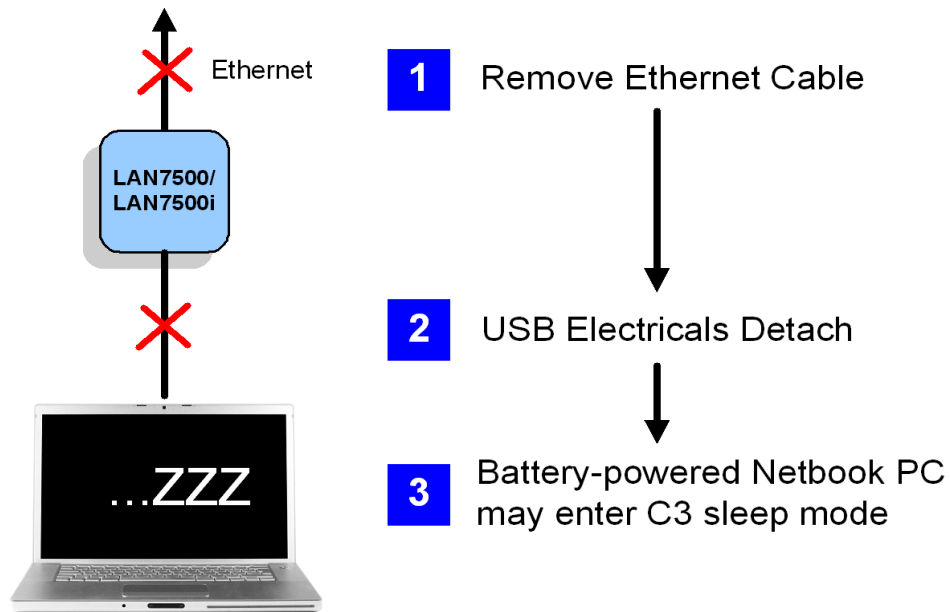 Ethernet
LAN7500/
LAN7500i
...ZZZ
1
Remove Ethernet Cable
2
USB Electricals Detach
3
Battery-powered Netbook PC
may enter C3 sleep mode